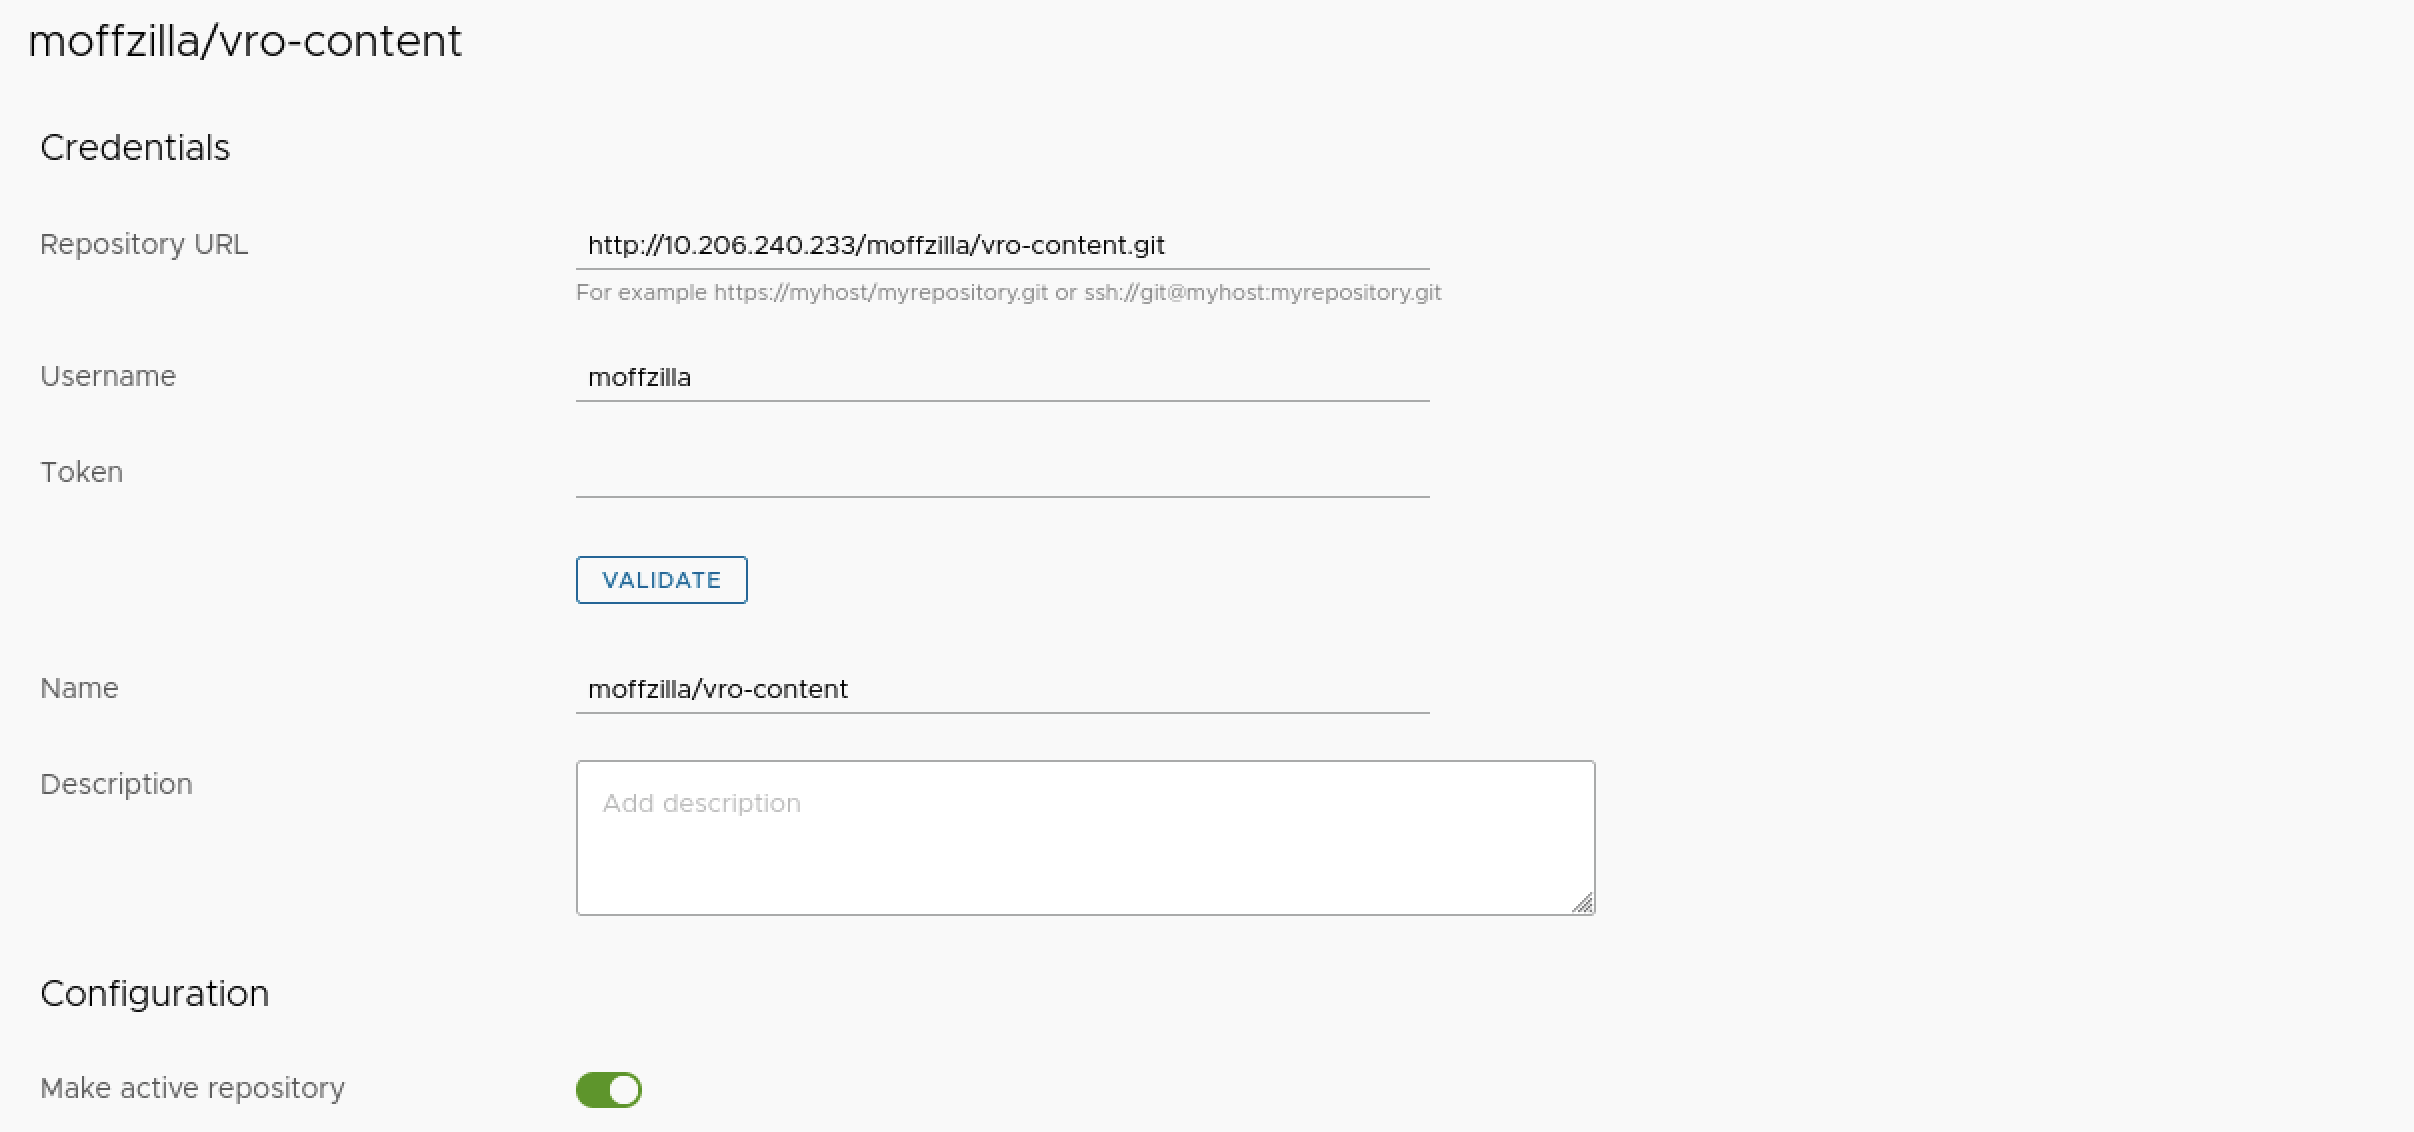 moffzilla/vro-content
Credentials
Repository URL
http://10.206.240.233/moffzilla/vro-content.git
For example https://myhost/myrepository.git or ssh://git@myhost:myrepository.git
Username
moffzilla
Token
VALIDATE
Name
moffzilla/vro-content
Description
Add description
Configuration
Make active repository